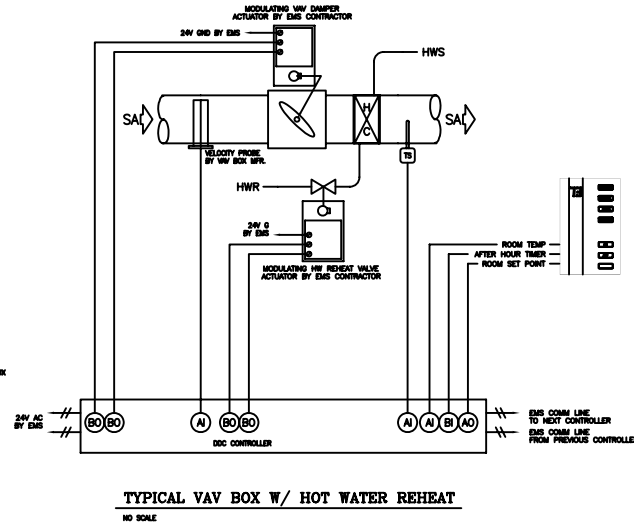 MODULATING VAV DAMPER
ACTUATOR BY EMS CONTRACTOR
24V GND BY EMS
HWS
SA
H
C
SA
VELOCITY PROBE
BY VAV BOX MFR.
TS
HWR
24V G
BY EMS
MODULATING HW REHEAT VALVE
ACTUATOR BY EMS CONTRACTOR
ROOM TEMP
AFTER HOUR TIMER
ROOM SET POINT
24V AC
BY EMS
BO BO AI BO BO AI AI BI AO
DDC CONTROLLER
EMS COMM LINE
TO NEXT CONTROLLER
EMS COMM LINE
FROM PREVIOUS CONTROLLE
TYPICAL VAV BOX W/ HOT WATER REHEAT
NO SCALE